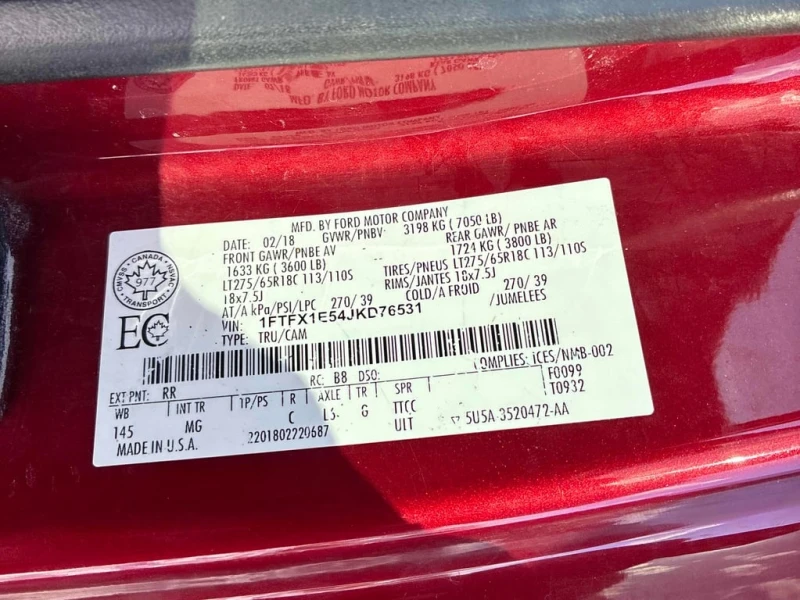 MFD. BY FORD MOTOR COMPANY
DATE: 02/18 GVWR/PNBV: 3198 KG ( 7050 LB)
FRONT GAWR/PNBE AV REAR GAWR/ PNBE AR
1633 KG ( 3600 LB) 1724 KG ( 3800 LB)
LT275/65R18C 113/110S TIRES/PNEUS LT275/65R18C 113/110S
18x7.5J RIMS/JANTES 18x7.5J
AT/A kPa/PSI/LPC 270/ 39 COLD/A FROID 270/ 39
VIN: 1FTFX1E54JKD76531 /JUMELEES
TYPE: TRU/CAM
CMVSS · CANADA · NSVAC
977
TRANSPORT
EC
RC: B8 DSO: COMPLIES: ICES/NMB-002
EXT PNT: RR F0099
WB INT TR TP/PS R AXLE TR SPR T0932
145 MG C G TTCC
MADE IN U.S.A. 2201802220687 ULT 5U5A-3520472-AA